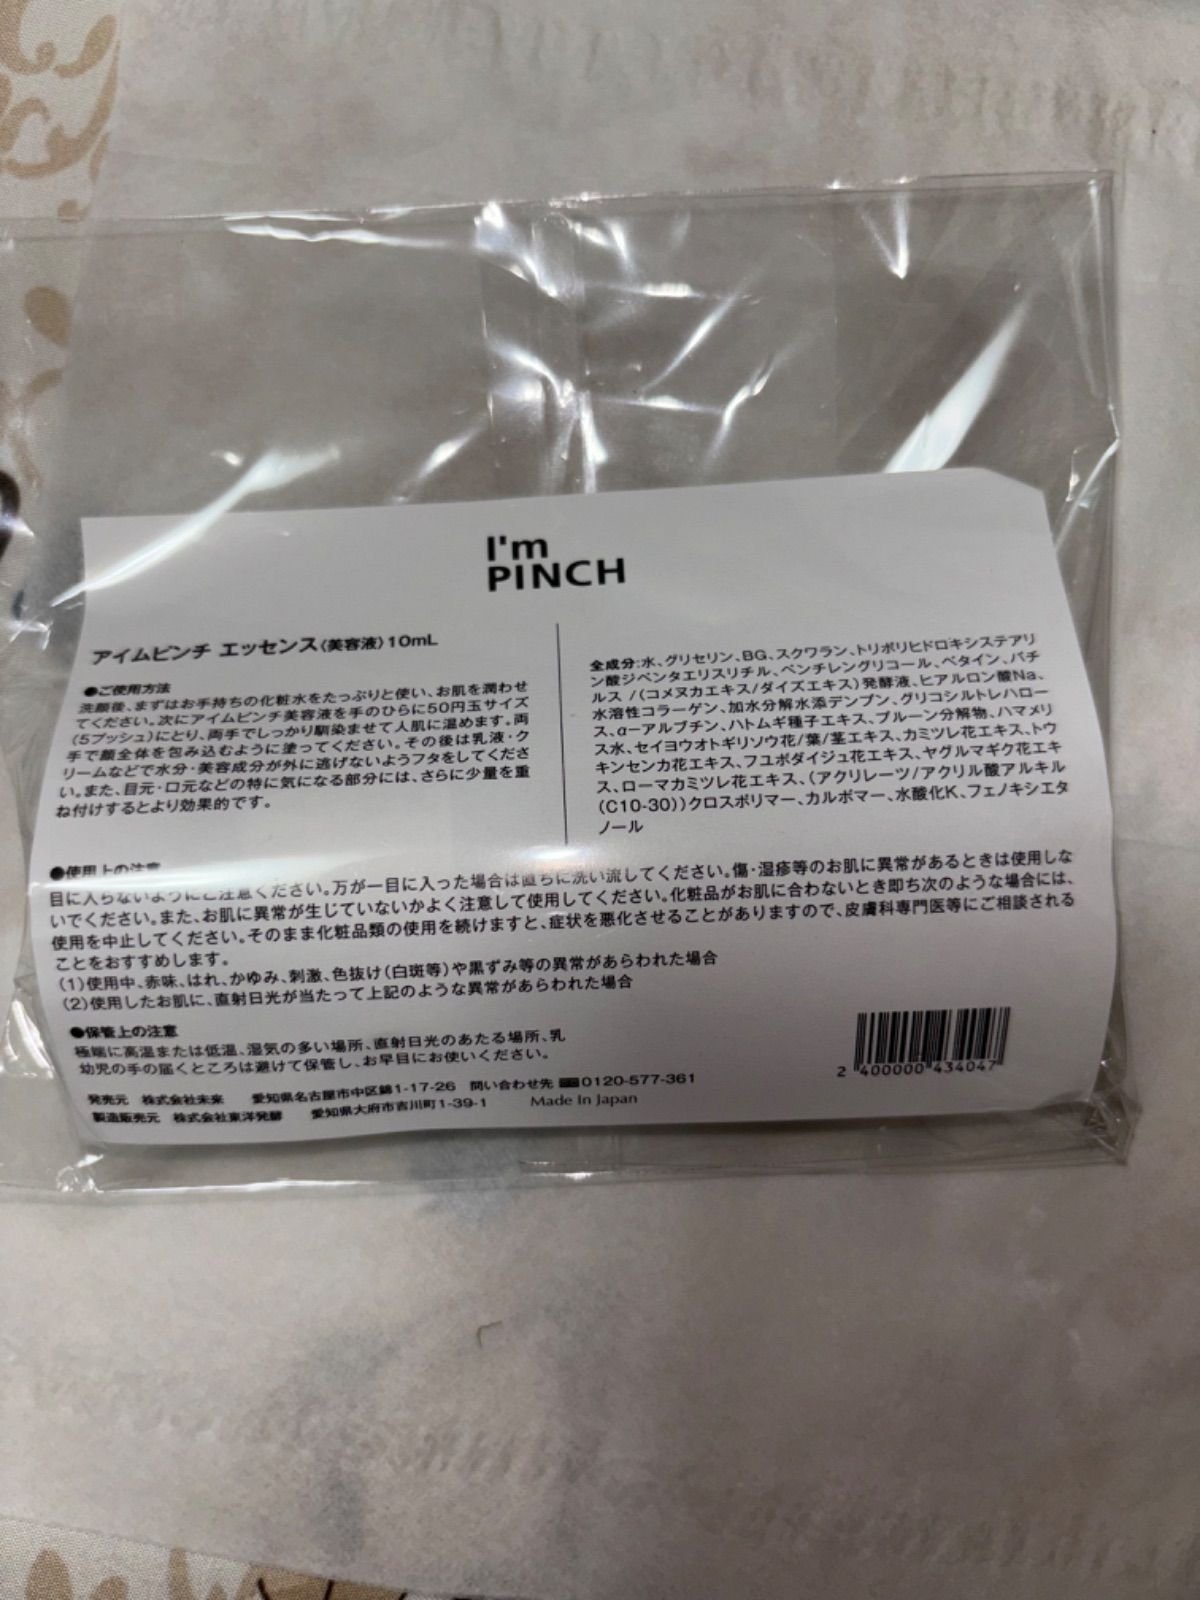 I'm
PINCH
アイムピンチ エッセンス(美容液)10mL
●ご使用方法
洗顔後、まずはお手持ちの化粧水をたっぷりと使い、お肌を潤わせ
てください。次にアイムピンチ美容液を手のひらに50円玉サイズ
(5プッシュ)にとり、両手でしっかり馴染ませて人肌に温めます。両
手で顔全体を包み込むように塗ってください。その後は乳液・ク
リームなどで水分・美容成分が外に逃げないようフタをしてくださ
い。また、目元・口元などの特に気になる部分には、さらに少量を重
ね付けするとより効果的です。
全成分:水、グリセリン、BG、スクワラン、トリポリヒドロキシステアリ
ン酸ジペンタエリスリチル、ペンチレングリコール、ベタイン、バチ
ルス/(コメヌカエキス/ダイズエキス)発酵液、ヒアルロン酸Na、
水溶性コラーゲン、加水分解水添デンプン、グリコシルトレハロー
ス、α-アルブチン、ハトムギ種子エキス、プルーン分解物、ハマメリ
ス水、セイヨウオトギリソウ花/葉/茎エキス、カミツレ花エキス、トウ
キンセンカ花エキス、フユボダイジュ花エキス、ヤグルマギク花エキ
ス、ローマカミツレ花エキス、(アクリレーツ/アクリル酸アルキル
(C10-30))クロスポリマー、カルボマー、水酸化K、フェノキシエタ
ノール
●使用上の注意
目に入らないようにご注意ください。万が一目に入った場合は直ちに洗い流してください。傷・湿疹等のお肌に異常があるときは使用しな
いでください。また、お肌に異常が生じていないかよく注意して使用してください。化粧品がお肌に合わないとき即ち次のような場合には、
使用を中止してください。そのまま化粧品類の使用を続けますと、症状を悪化させることがありますので、皮膚科専門医等にご相談される
ことをおすすめします。
(1)使用中、赤味、はれ、かゆみ、刺激、色抜け(白斑等)や黒ずみ等の異常があらわれた場合
(2)使用したお肌に、直射日光が当たって上記のような異常があらわれた場合
●保管上の注意
極端に高温または低温、湿気の多い場所、直射日光のあたる場所、乳
幼児の手の届くところは避けて保管し、お早目にお使いください。
発売元 株式会社未来 愛知県名古屋市中区錦1-17-26 問い合わせ先 0120-577-361
製造販売元 株式会社東洋発酵 愛知県大府市吉川町1-39-1 Made In Japan
2 400000 434047